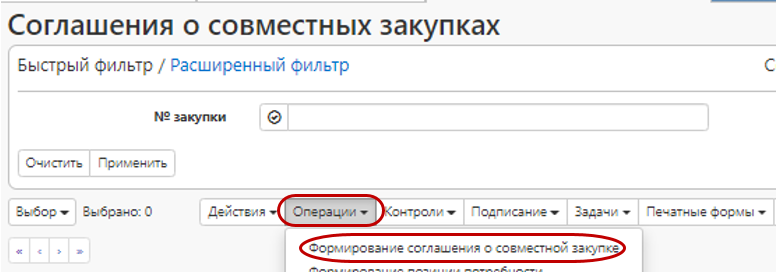 Соглашения о совместных закупках
Быстрый фильтр / Расширенный фильтр
№ закупки
Очистить Применить
Выбор Выбрано: 0 Действия Операции Контроли Подписание Задачи Печатные формы
« ‹ › »
Формирование соглашения о совместной закупке
Формирование позиции потребности